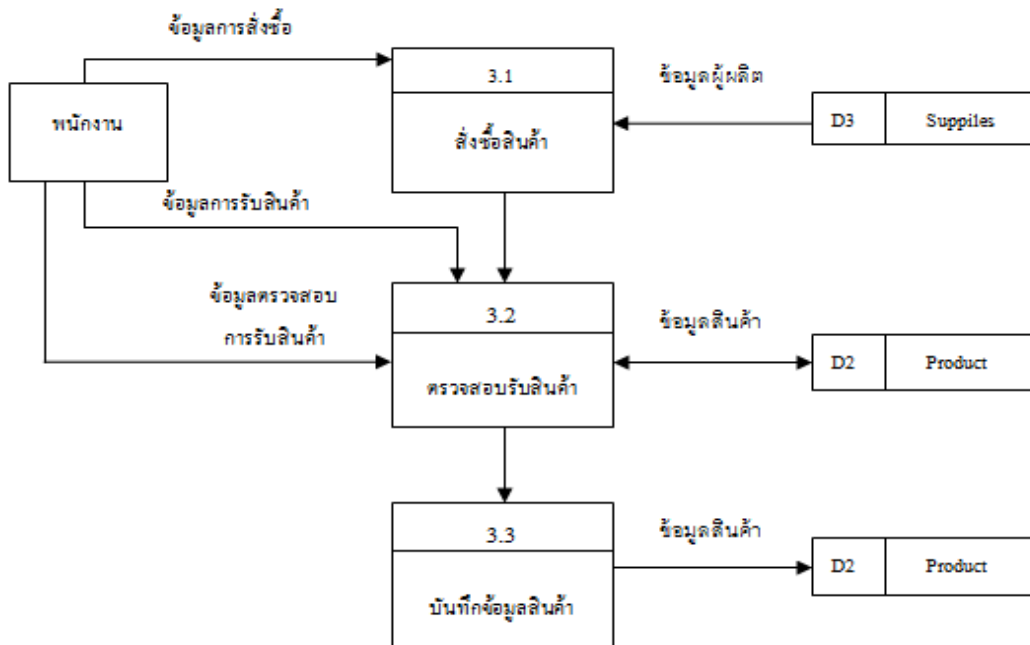 ข้อมูลการสั่งซื้อ
3.1
ข้อมูลผู้ผลิต
พนักงาน
สั่งซื้อสินค้า
D3
Suppiles
ข้อมูลการรับสินค้า
ข้อมูลตรวจสอบ
การรับสินค้า
3.2
ข้อมูลสินค้า
ตรวจสอบรับสินค้า
D2
Product
3.3
ข้อมูลสินค้า
บันทึกข้อมูลสินค้า
D2
Product